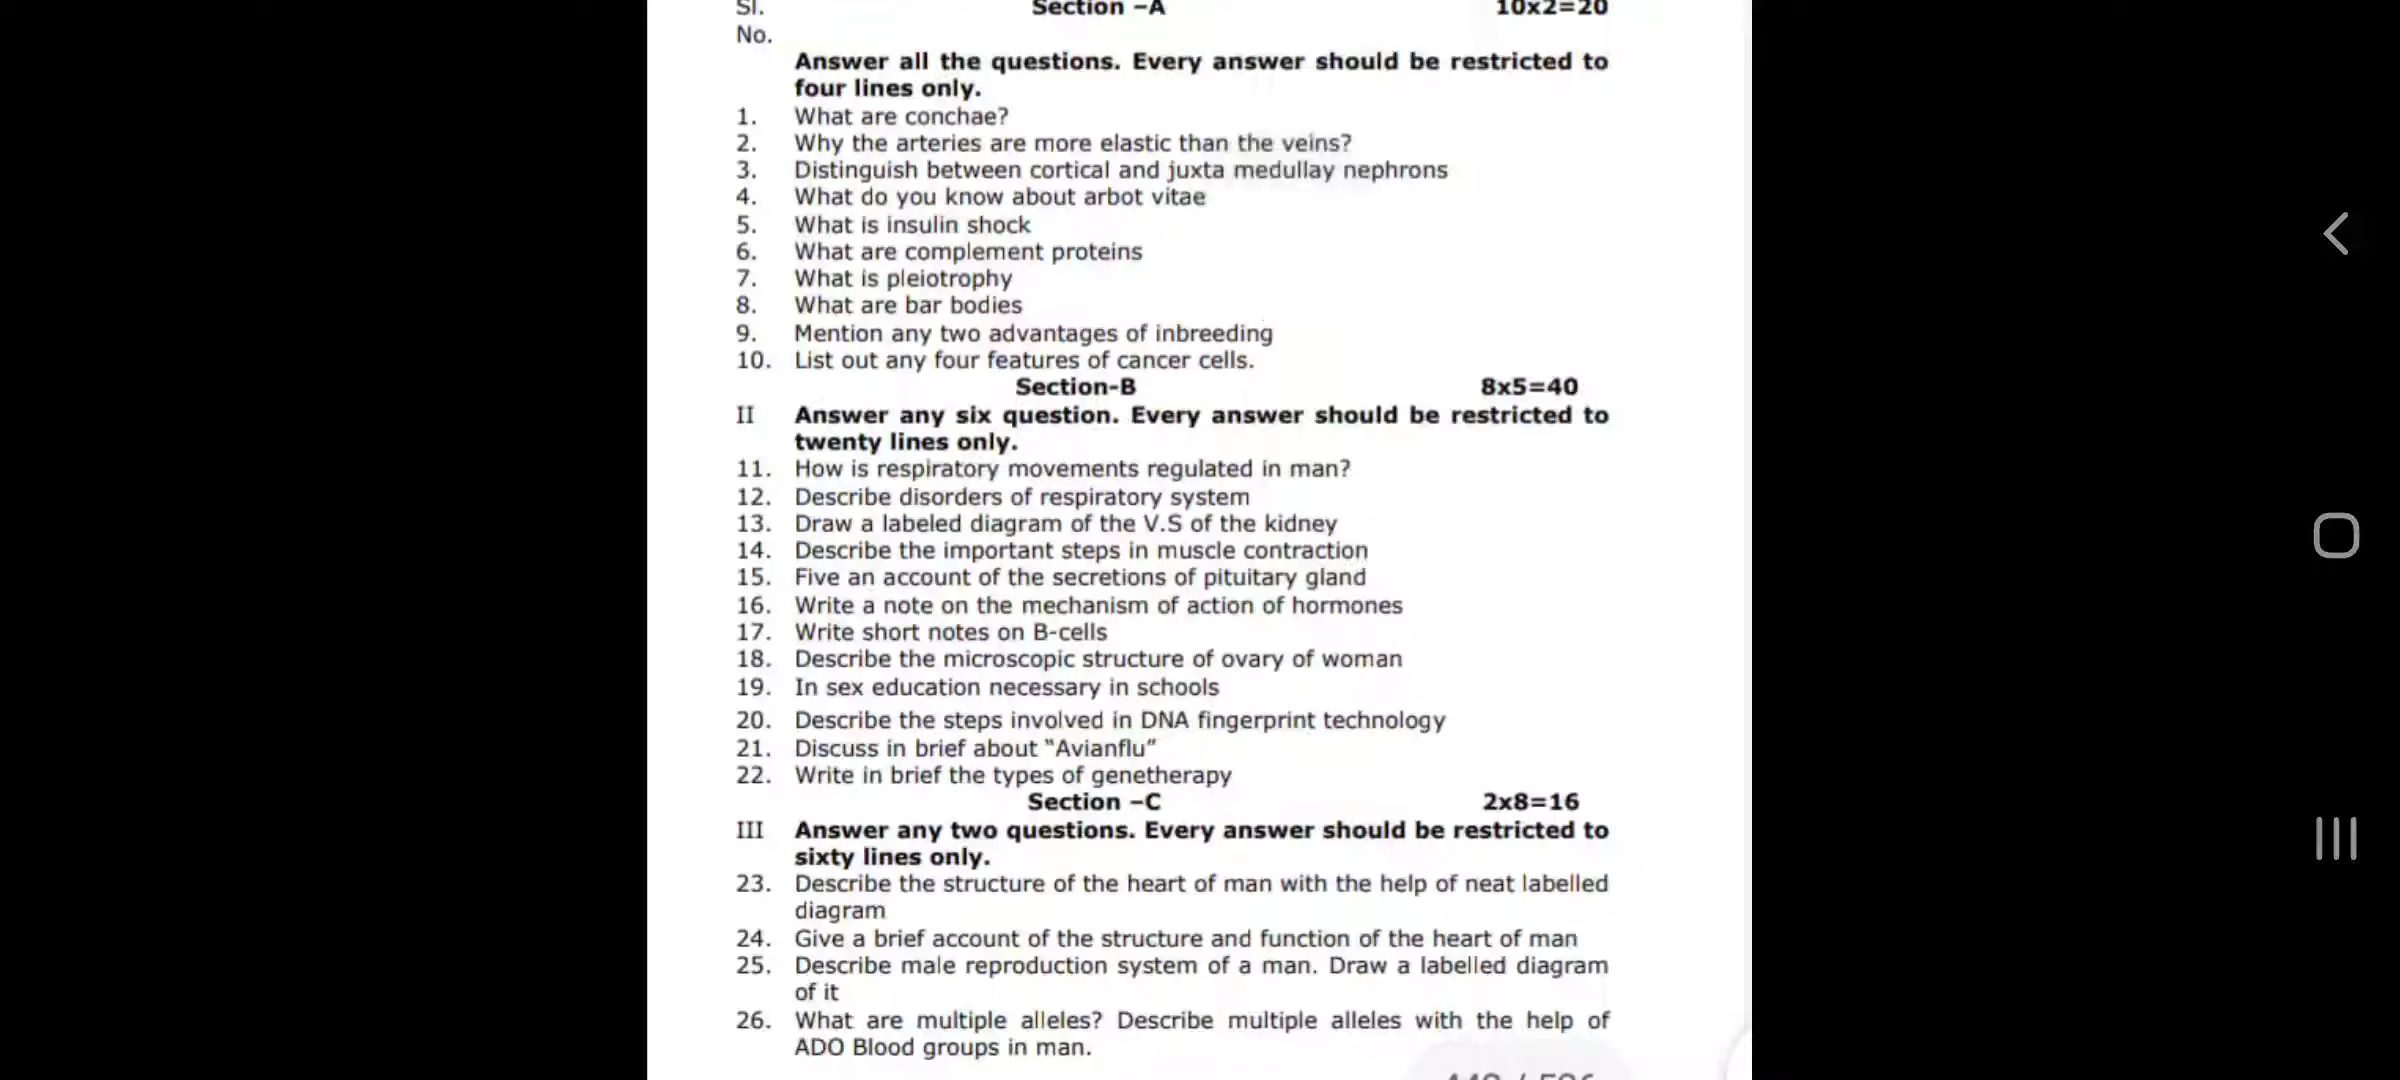 Sl. Section –A 10x2=20
No.
Answer all the questions. Every answer should be restricted to
four lines only.
1. What are conchae?
2. Why the arteries are more elastic than the veins?
3. Distinguish between cortical and juxta medullay nephrons
4. What do you know about arbot vitae
5. What is insulin shock
6. What are complement proteins
7. What is pleiotrophy
8. What are bar bodies
9. Mention any two advantages of inbreeding
10. List out any four features of cancer cells.
Section-B 8x5=40
II Answer any six question. Every answer should be restricted to
twenty lines only.
11. How is respiratory movements regulated in man?
12. Describe disorders of respiratory system
13. Draw a labeled diagram of the V.S of the kidney
14. Describe the important steps in muscle contraction
15. Five an account of the secretions of pituitary gland
16. Write a note on the mechanism of action of hormones
17. Write short notes on B-cells
18. Describe the microscopic structure of ovary of woman
19. In sex education necessary in schools
20. Describe the steps involved in DNA fingerprint technology
21. Discuss in brief about “Avianflu”
22. Write in brief the types of genetherapy
Section –C 2x8=16
III Answer any two questions. Every answer should be restricted to
sixty lines only.
23. Describe the structure of the heart of man with the help of neat labelled
diagram
24. Give a brief account of the structure and function of the heart of man
25. Describe male reproduction system of a man. Draw a labelled diagram
of it
26. What are multiple alleles? Describe multiple alleles with the help of
ADO Blood groups in man.